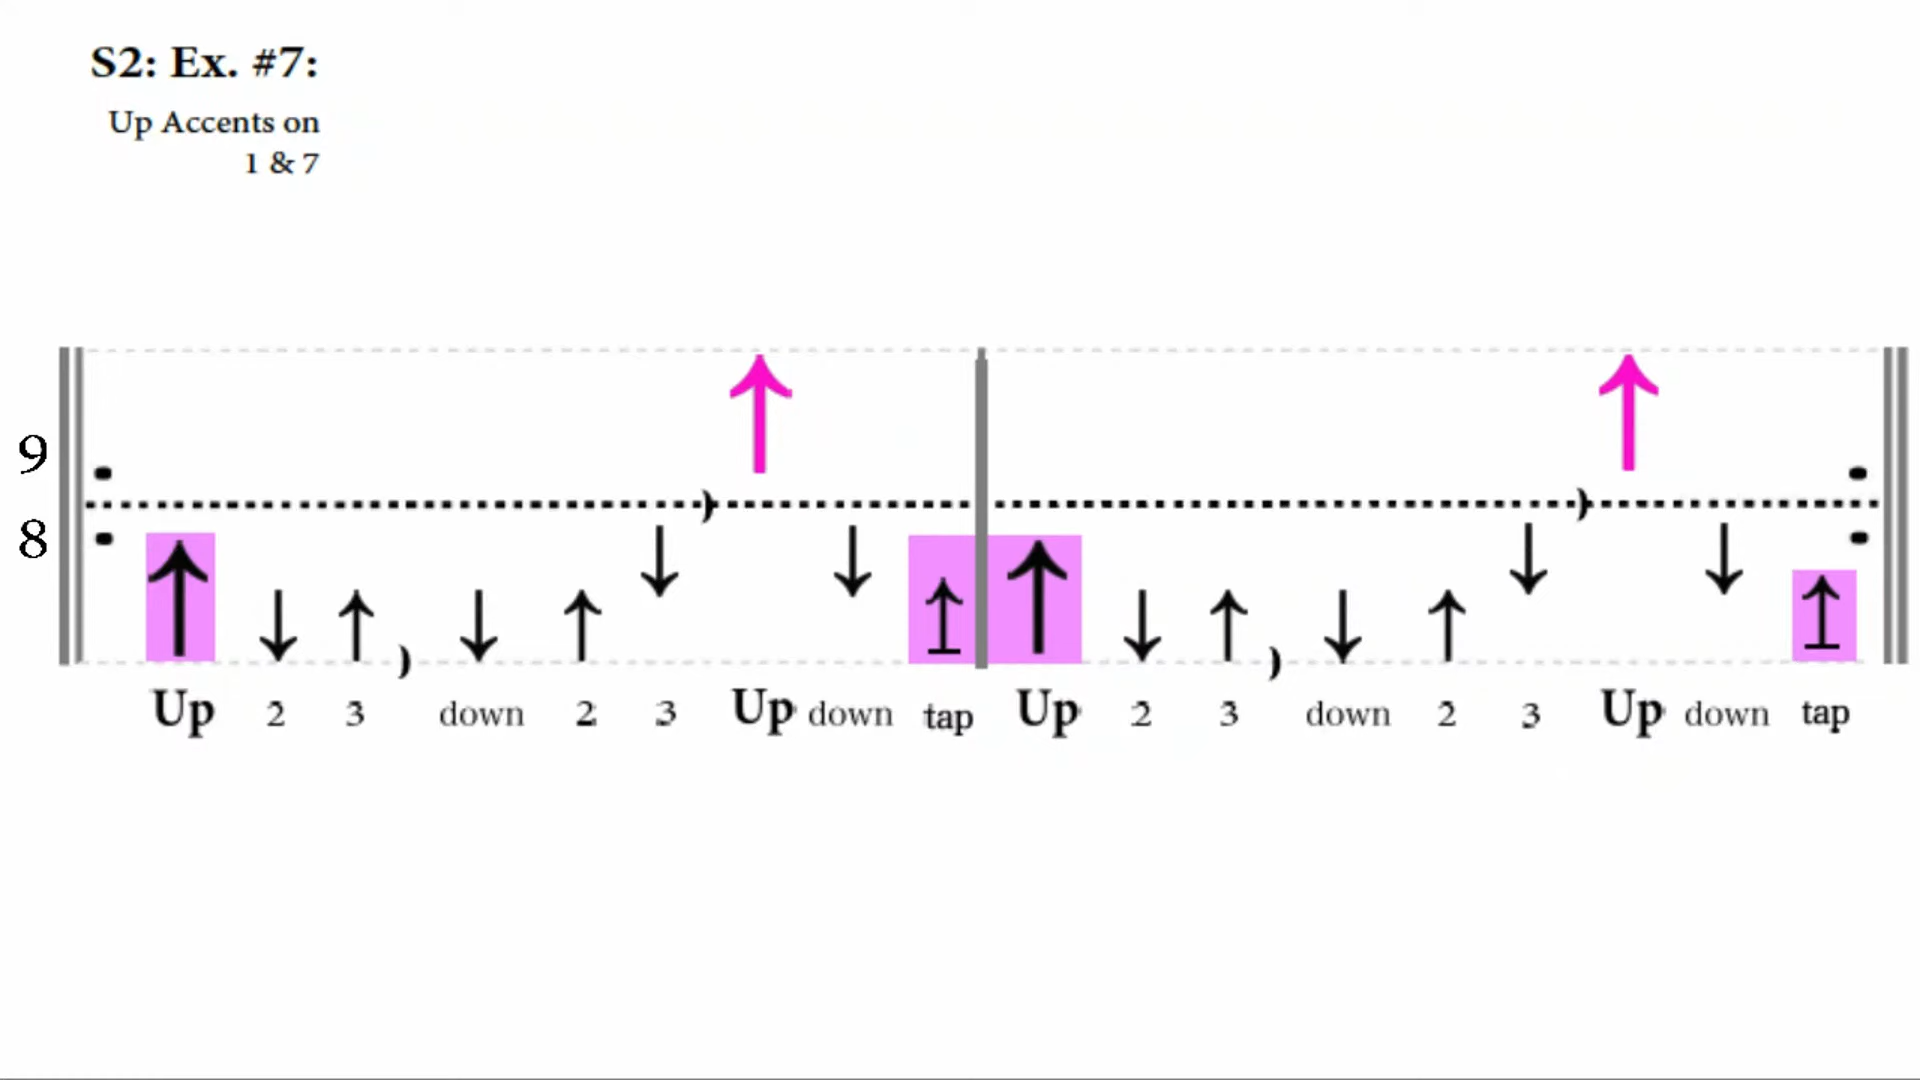 S2: Ex. #7:
Up Accents on
1 & 7
9
8
Up 2 3 down 2 3 Up down tap Up 2 3 down 2 3 Up down tap